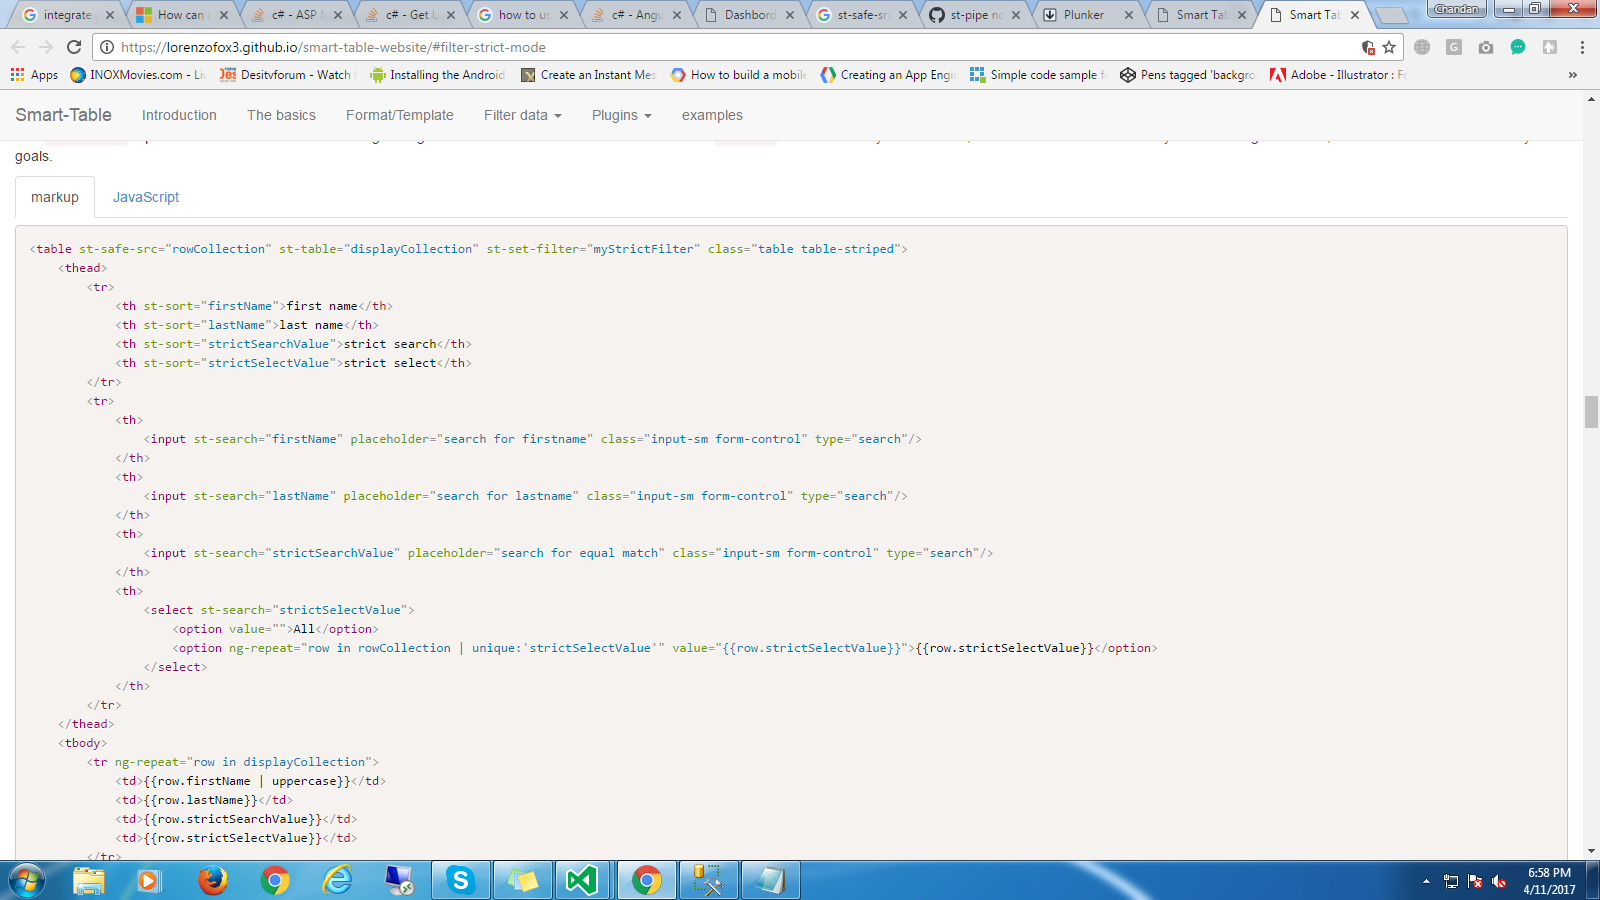 integrate
How can
c# - ASP
c# - Get
how to us
c# - Angu
Dashbord
st-safe-sr
st-pipe no
Plunker
Smart Tab
Smart Tab
Chandan
https://lorenzofox3.github.io/smart-table-website/#filter-strict-mode
Apps
INOXMovies.com - Li
Desitvforum - Watch
Installing the Android
Create an Instant Mes
How to build a mobile
Creating an App Engi
Simple code sample f
Pens tagged 'backgro
Adobe - Illustrator : Fo
»
Smart-Table Introduction The basics Format/Template Filter data Plugins examples
goals.
markup JavaScript
<table st-safe-src="rowCollection" st-table="displayCollection" st-set-filter="myStrictFilter" class="table table-striped">
<thead>
<tr>
<th st-sort="firstName">first name</th>
<th st-sort="lastName">last name</th>
<th st-sort="strictSearchValue">strict search</th>
<th st-sort="strictSelectValue">strict select</th>
</tr>
<tr>
<th>
<input st-search="firstName" placeholder="search for firstname" class="input-sm form-control" type="search"/>
</th>
<th>
<input st-search="lastName" placeholder="search for lastname" class="input-sm form-control" type="search"/>
</th>
<th>
<input st-search="strictSearchValue" placeholder="search for equal match" class="input-sm form-control" type="search"/>
</th>
<th>
<select st-search="strictSelectValue">
<option value="">All</option>
<option ng-repeat="row in rowCollection | unique:'strictSelectValue'" value="{{row.strictSelectValue}}">{{row.strictSelectValue}}</option>
</select>
</th>
</tr>
</thead>
<tbody>
<tr ng-repeat="row in displayCollection">
<td>{{row.firstName | uppercase}}</td>
<td>{{row.lastName}}</td>
<td>{{row.strictSearchValue}}</td>
<td>{{row.strictSelectValue}}</td>
</tr>
6:58 PM
4/11/2017